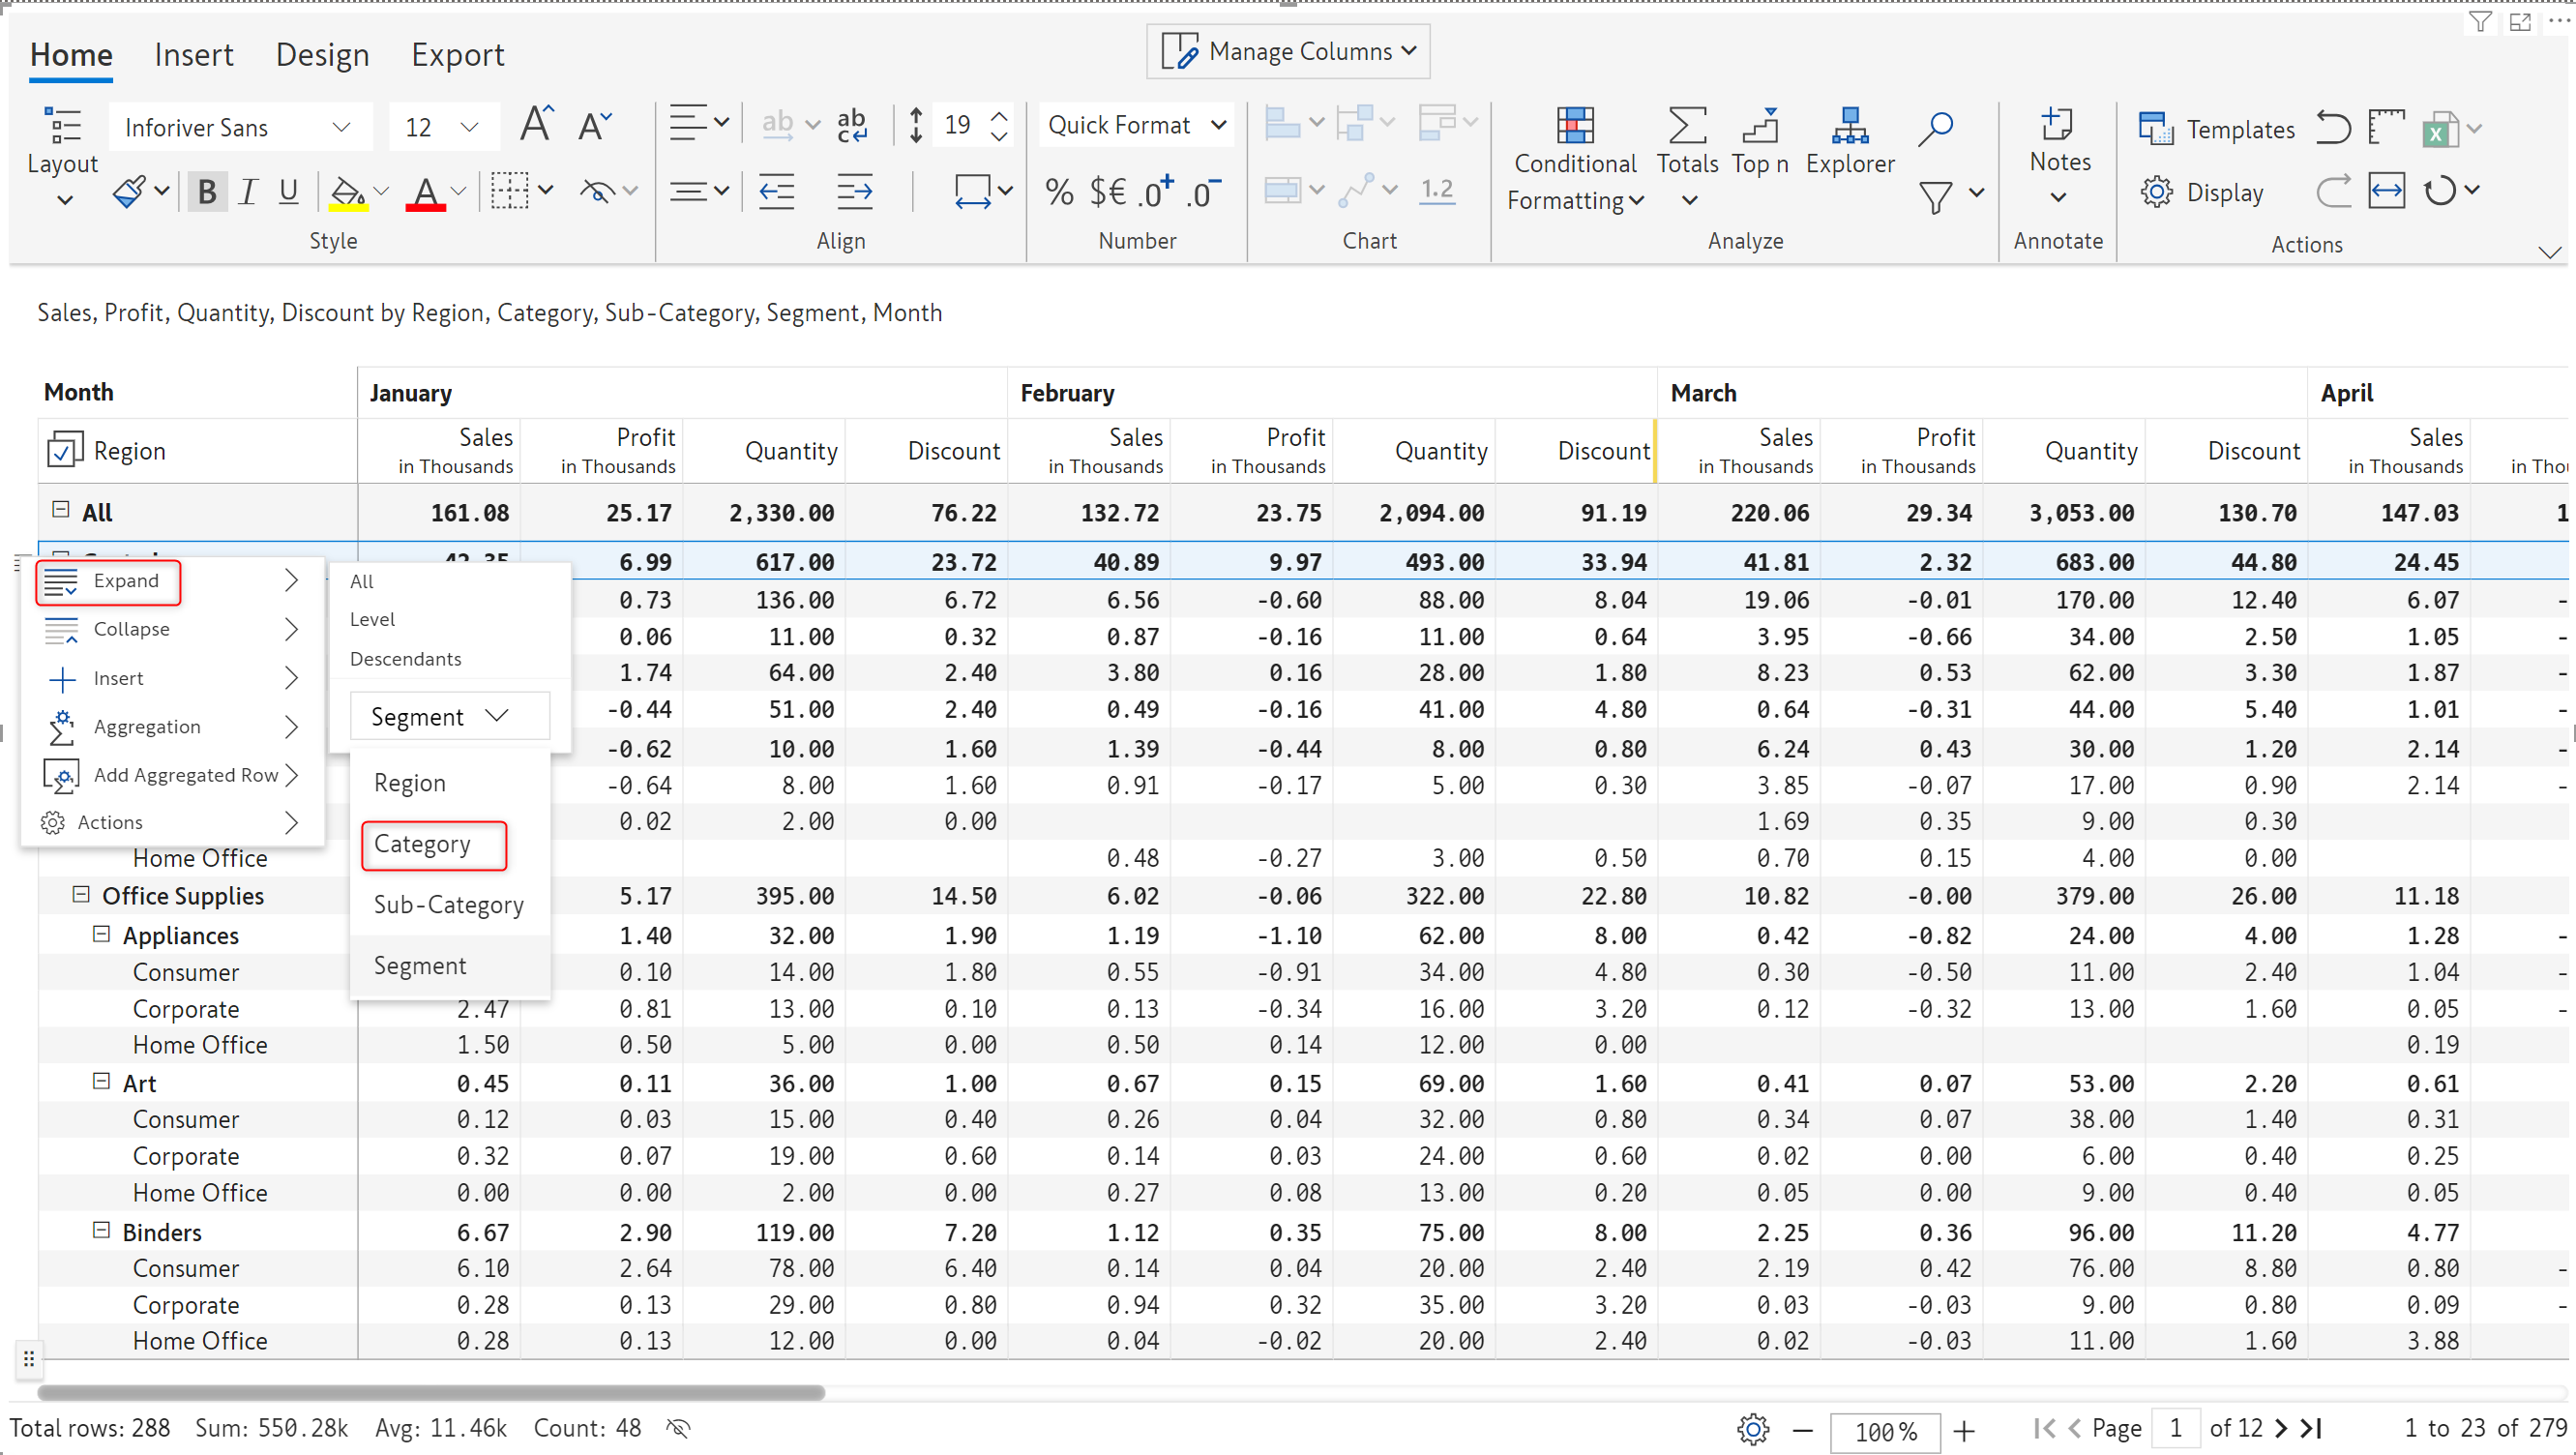 Home Insert Design Export Manage Columns
Inforiver Sans 12 ab ab 19 Quick Format Templates
Layout c Conditional Totals Top n Explorer Notes
B I U A % $€ .0+ .0- 1.2 Formatting Display
Style Align Number Chart Analyze Annotate Actions
Sales, Profit, Quantity, Discount by Region, Category, Sub-Category, Segment, Month
Month January February March April
Region Sales Profit Quantity Discount Sales Profit Quantity Discount Sales Profit Quantity Discount Sales
in Thousands in Thousands in Thousands in Thousands in Thousands in Thousands in Thousands
All 161.08 25.17 2,330.00 76.22 132.72 23.75 2,094.00 91.19 220.06 29.34 3,053.00 130.70 147.03 1
6.99 617.00 23.72 40.89 9.97 493.00 33.94 41.81 2.32 683.00 44.80 24.45
Expand All
0.73 136.00 6.72 6.56 -0.60 88.00 8.04 19.06 -0.01 170.00 12.40 6.07 -
Collapse Level 0.06 11.00 0.32 0.87 -0.16 11.00 0.64 3.95 -0.66 34.00 2.50 1.05 -
Insert Descendants 1.74 64.00 2.40 3.80 0.16 28.00 1.80 8.23 0.53 62.00 3.30 1.87 -
Aggregation Segment -0.44 51.00 2.40 0.49 -0.16 41.00 4.80 0.64 -0.31 44.00 5.40 1.01 -
-0.62 10.00 1.60 1.39 -0.44 8.00 0.80 6.24 0.43 30.00 1.20 2.14 -
Add Aggregated Row Region -0.64 8.00 1.60 0.91 -0.17 5.00 0.30 3.85 -0.07 17.00 0.90 2.14 -
Actions 0.02 2.00 0.00 1.69 0.35 9.00 0.30
Home Office Category 0.48 -0.27 3.00 0.50 0.70 0.15 4.00 0.00
Office Supplies Sub-Category 5.17 395.00 14.50 6.02 -0.06 322.00 22.80 10.82 -0.00 379.00 26.00 11.18
Appliances 1.40 32.00 1.90 1.19 -1.10 62.00 8.00 0.42 -0.82 24.00 4.00 1.28 -
Consumer Segment 0.10 14.00 1.80 0.55 -0.91 34.00 4.80 0.30 -0.50 11.00 2.40 1.04 -
Corporate 2.47 0.81 13.00 0.10 0.13 -0.34 16.00 3.20 0.12 -0.32 13.00 1.60 0.05 -
Home Office 1.50 0.50 5.00 0.00 0.50 0.14 12.00 0.00 0.19
Art 0.45 0.11 36.00 1.00 0.67 0.15 69.00 1.60 0.41 0.07 53.00 2.20 0.61
Consumer 0.12 0.03 15.00 0.40 0.26 0.04 32.00 0.80 0.34 0.07 38.00 1.40 0.31
Corporate 0.32 0.07 19.00 0.60 0.14 0.03 24.00 0.60 0.02 0.00 6.00 0.40 0.25
Home Office 0.00 0.00 2.00 0.00 0.27 0.08 13.00 0.20 0.05 0.00 9.00 0.40 0.05
Binders 6.67 2.90 119.00 7.20 1.12 0.35 75.00 8.00 2.25 0.36 96.00 11.20 4.77
Consumer 6.10 2.64 78.00 6.40 0.14 0.04 20.00 2.40 2.19 0.42 76.00 8.80 0.80 -
Corporate 0.28 0.13 29.00 0.80 0.94 0.32 35.00 3.20 0.03 -0.03 9.00 0.80 0.09 -
Home Office 0.28 0.13 12.00 0.00 0.04 -0.02 20.00 2.40 0.02 -0.03 11.00 1.60 3.88
Total rows: 288 Sum: 550.28k Avg: 11.46k Count: 48 100% Page 1 of 12 1 to 23 of 279